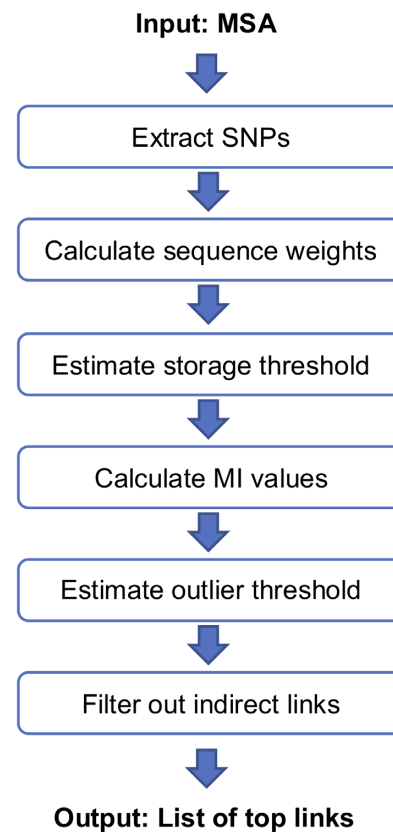 Input: MSA
Extract SNPs
Calculate sequence weights
Estimate storage threshold
Calculate MI values
Estimate outlier threshold
Filter out indirect links
Output: List of top links